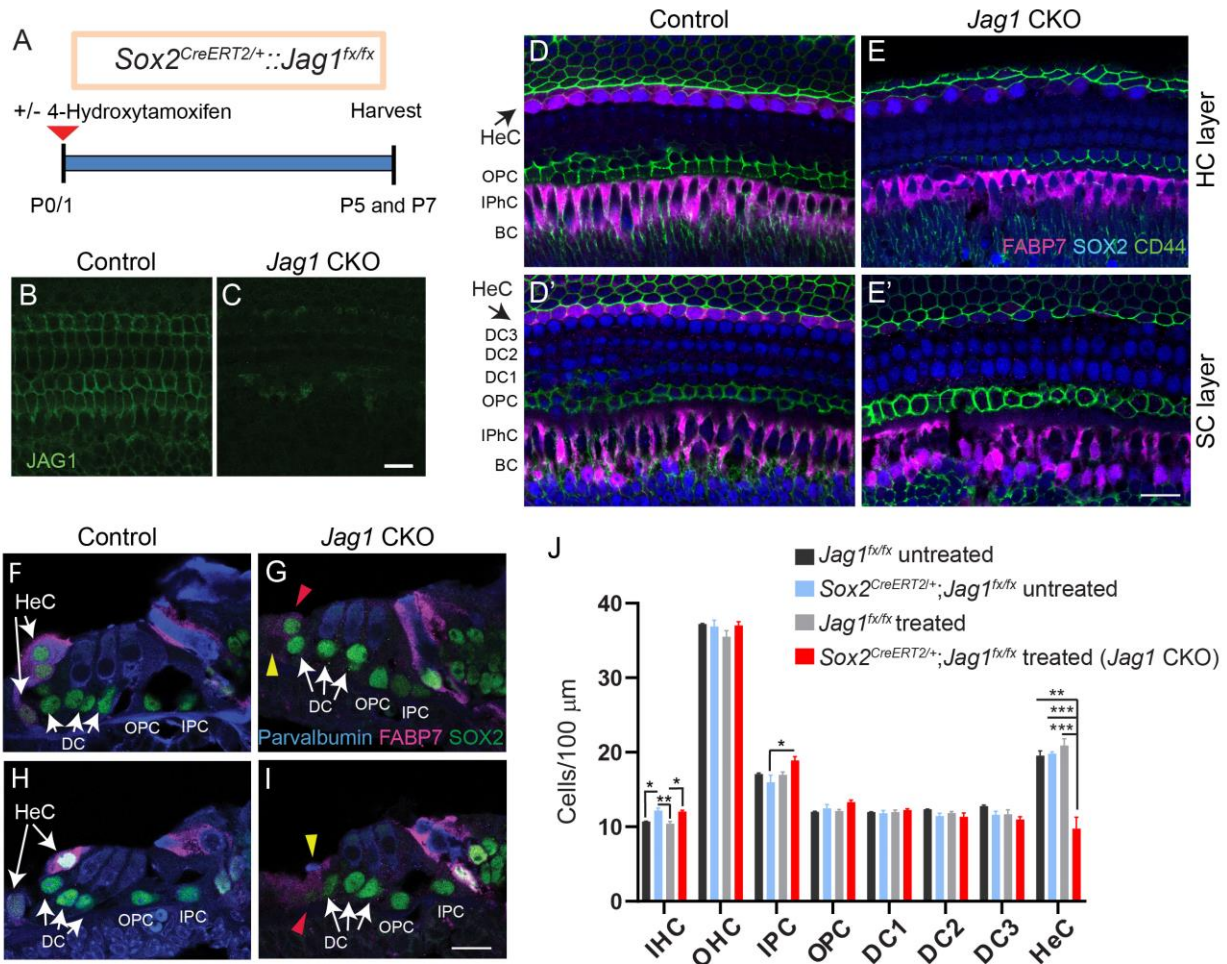 A
Sox2CreERT2/+::Jag1fx/fx
+/- 4-Hydroxytamoxifen
Harvest
P0/1
P5 and P7
Control
Jag1 CKO
B
C
JAG1
Control
Jag1 CKO
D
E
HeC
OPC
IPhC
BC
FABP7 SOX2 CD44
HC layer
D'
E'
HeC
DC3
DC2
DC1
OPC
IPhC
BC
SC layer
Control
Jag1 CKO
F
G
HeC
DC
OPC
IPC
DC
OPC
IPC
Parvalbumin FABP7 SOX2
H
I
HeC
DC
OPC
IPC
DC
OPC
IPC
J
Jag1fx/fx untreated
Sox2CreERT2/+;Jag1fx/fx untreated
Jag1fx/fx treated
Sox2CreERT2/+;Jag1fx/fx treated (Jag1 CKO)
Cells/100 μm
40
30
20
10
0
*
**
*
*
**
***
***
IHC
OHC
IPC
OPC
DC1
DC2
DC3
HeC